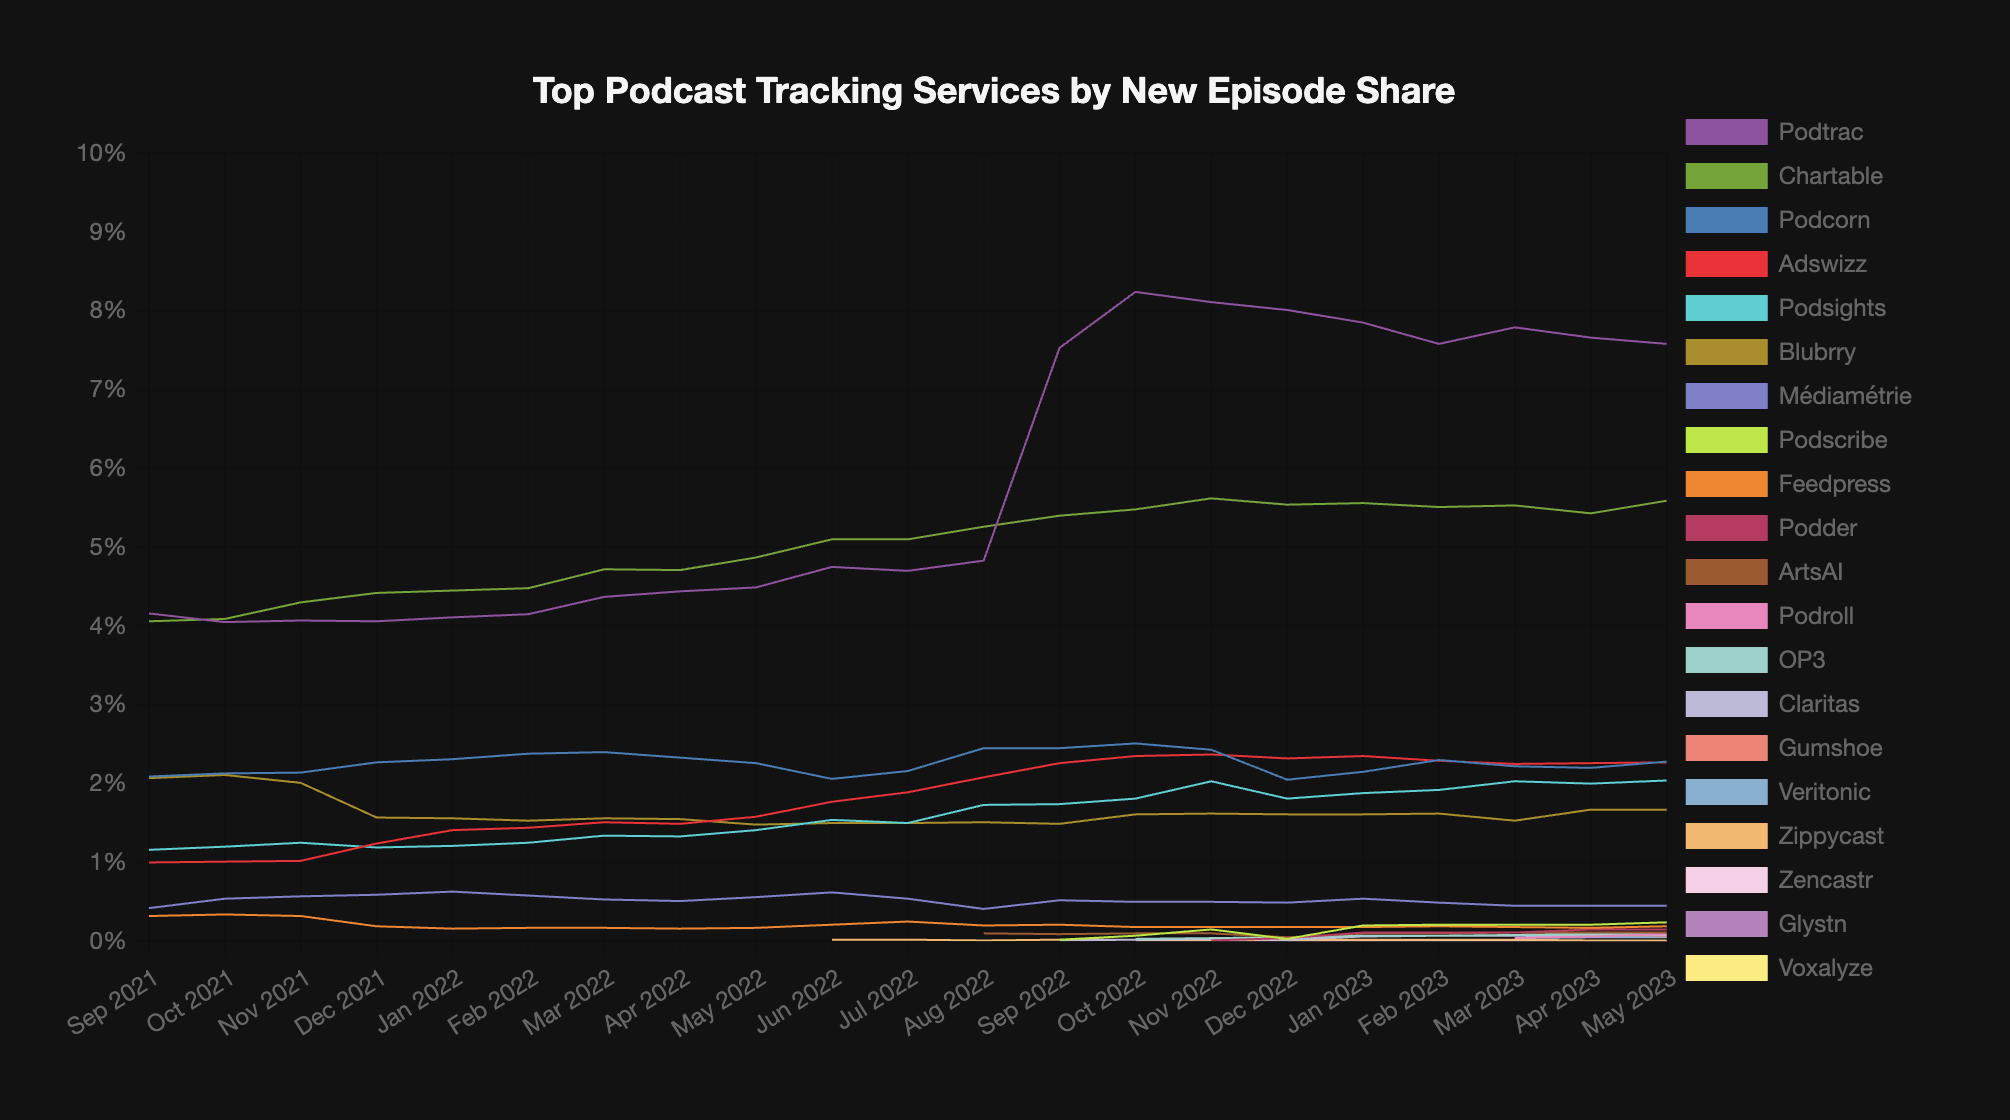 Top Podcast Tracking Services by New Episode Share
Podtrac
Chartable
Podcorn
Adswizz
Podsights
Blubrry
Médiamétrie
Podscribe
Feedpress
Podder
ArtsAI
Podroll
OP3
Claritas
Gumshoe
Veritonic
Zippycast
Zencastr
Glystn
Voxalyze
10%
9%
8%
7%
6%
5%
4%
3%
2%
1%
0%
Sep 2021
Oct 2021
Nov 2021
Dec 2021
Jan 2022
Feb 2022
Mar 2022
Apr 2022
May 2022
Jun 2022
Jul 2022
Aug 2022
Sep 2022
Oct 2022
Nov 2022
Dec 2022
Jan 2023
Feb 2023
Mar 2023
Apr 2023
May 2023